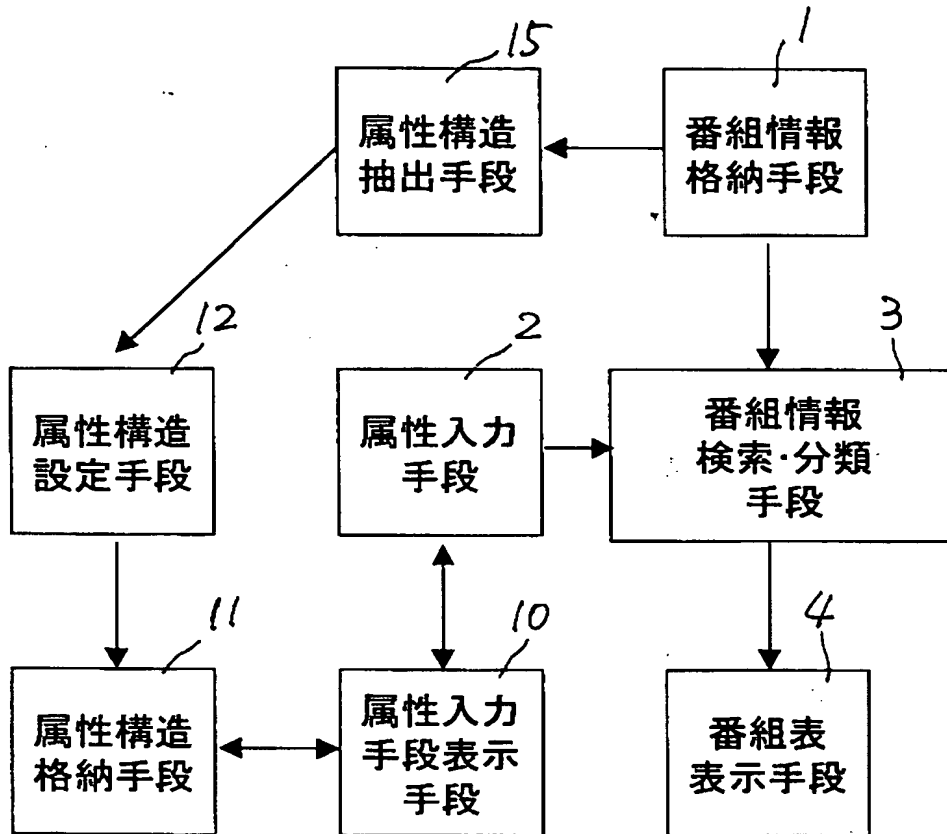 15
1
属性構造
抽出手段
番組情報
格納手段
12
2
3
属性構造
設定手段
属性入力
手段
番組情報
検索·分類
手段
11
10
4
属性構造
格納手段
属性入力
手段表示
手段
番組表
表示手段